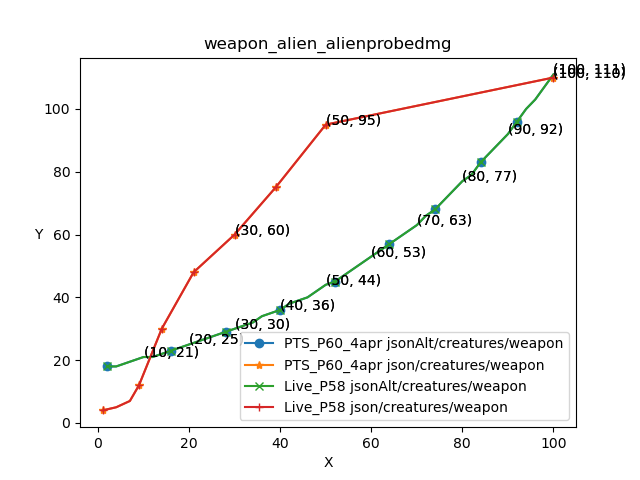 weapon_alien_alienprobedmg
(100, 111)
(100, 110)
100
(50, 95)
(90, 92)
80
(80, 77)
(70, 63)
Y
60
(30, 60)
(60, 53)
(50, 44)
40
(40, 36)
(30, 30)
(20, 25)
(10, 21)
20
0
PTS_P60_4apr jsonAlt/creatures/weapon
PTS_P60_4apr json/creatures/weapon
Live_P58 jsonAlt/creatures/weapon
Live_P58 json/creatures/weapon
0 20 40 60 80 100
X